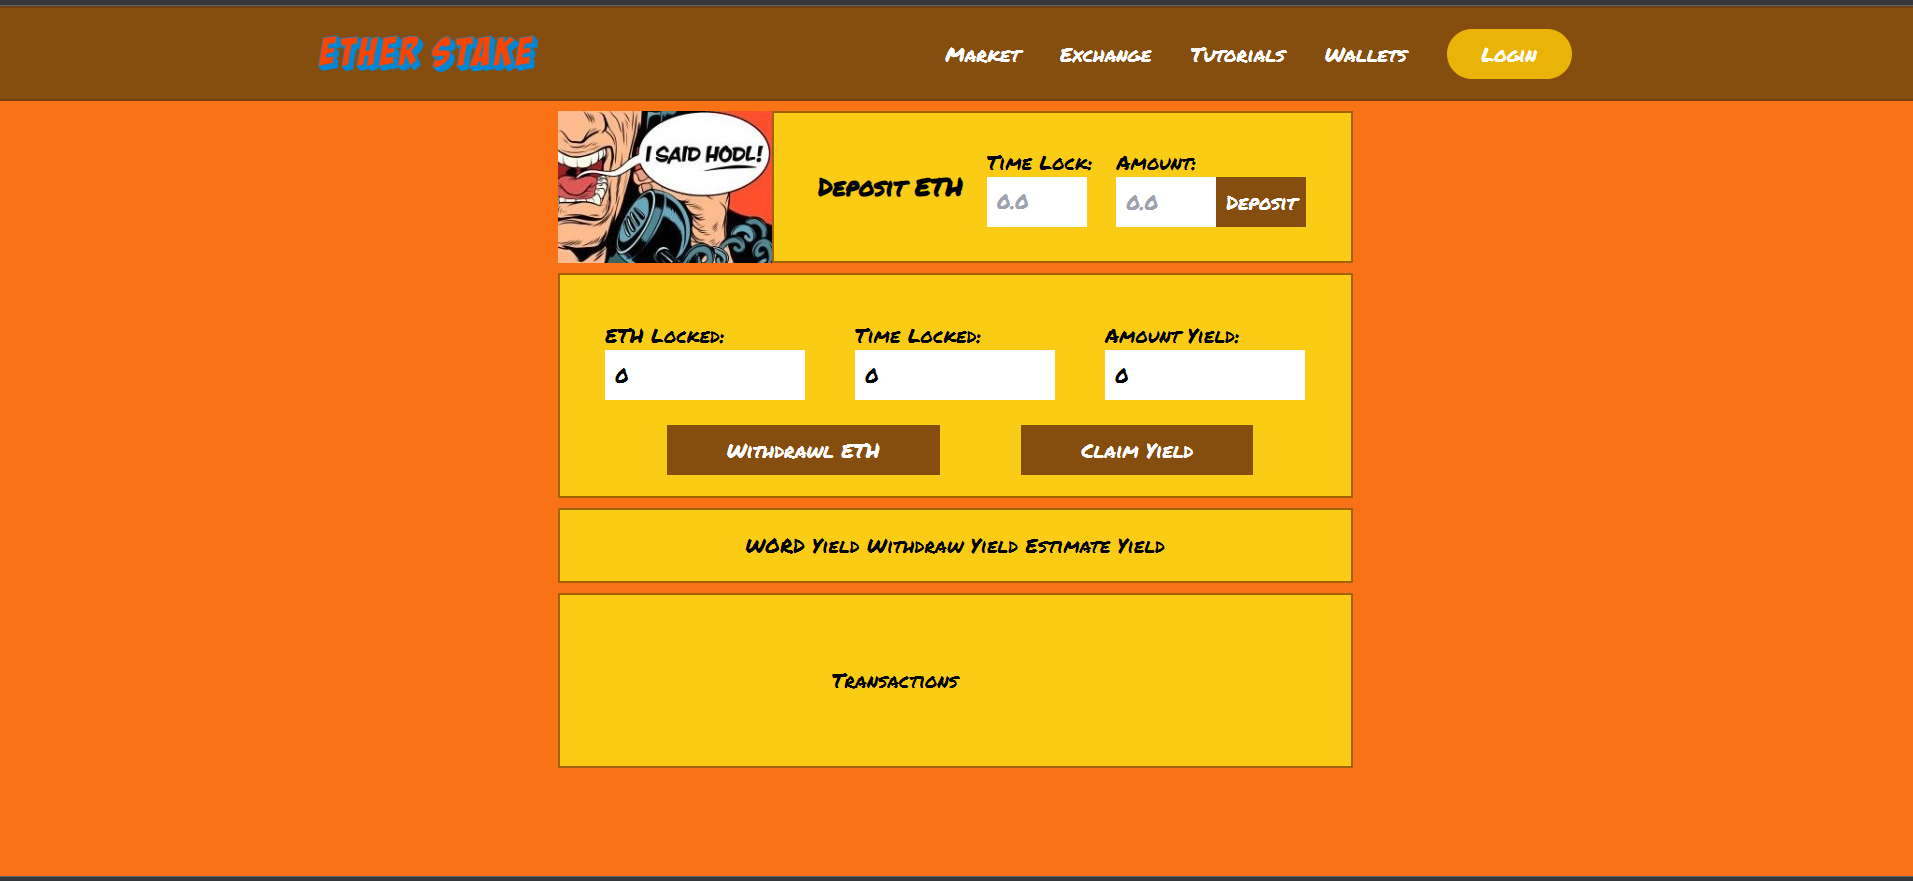 ETHER STAKE
Market Exchange Tutorials Wallets Login
I SAID HODL!
Deposit ETH
Time Lock: Amount:
0.0 0.0 Deposit
ETH Locked: Time Locked: Amount Yield:
0 0 0
Withdrawl ETH Claim Yield
WORD Yield Withdraw Yield Estimate Yield
Transactions